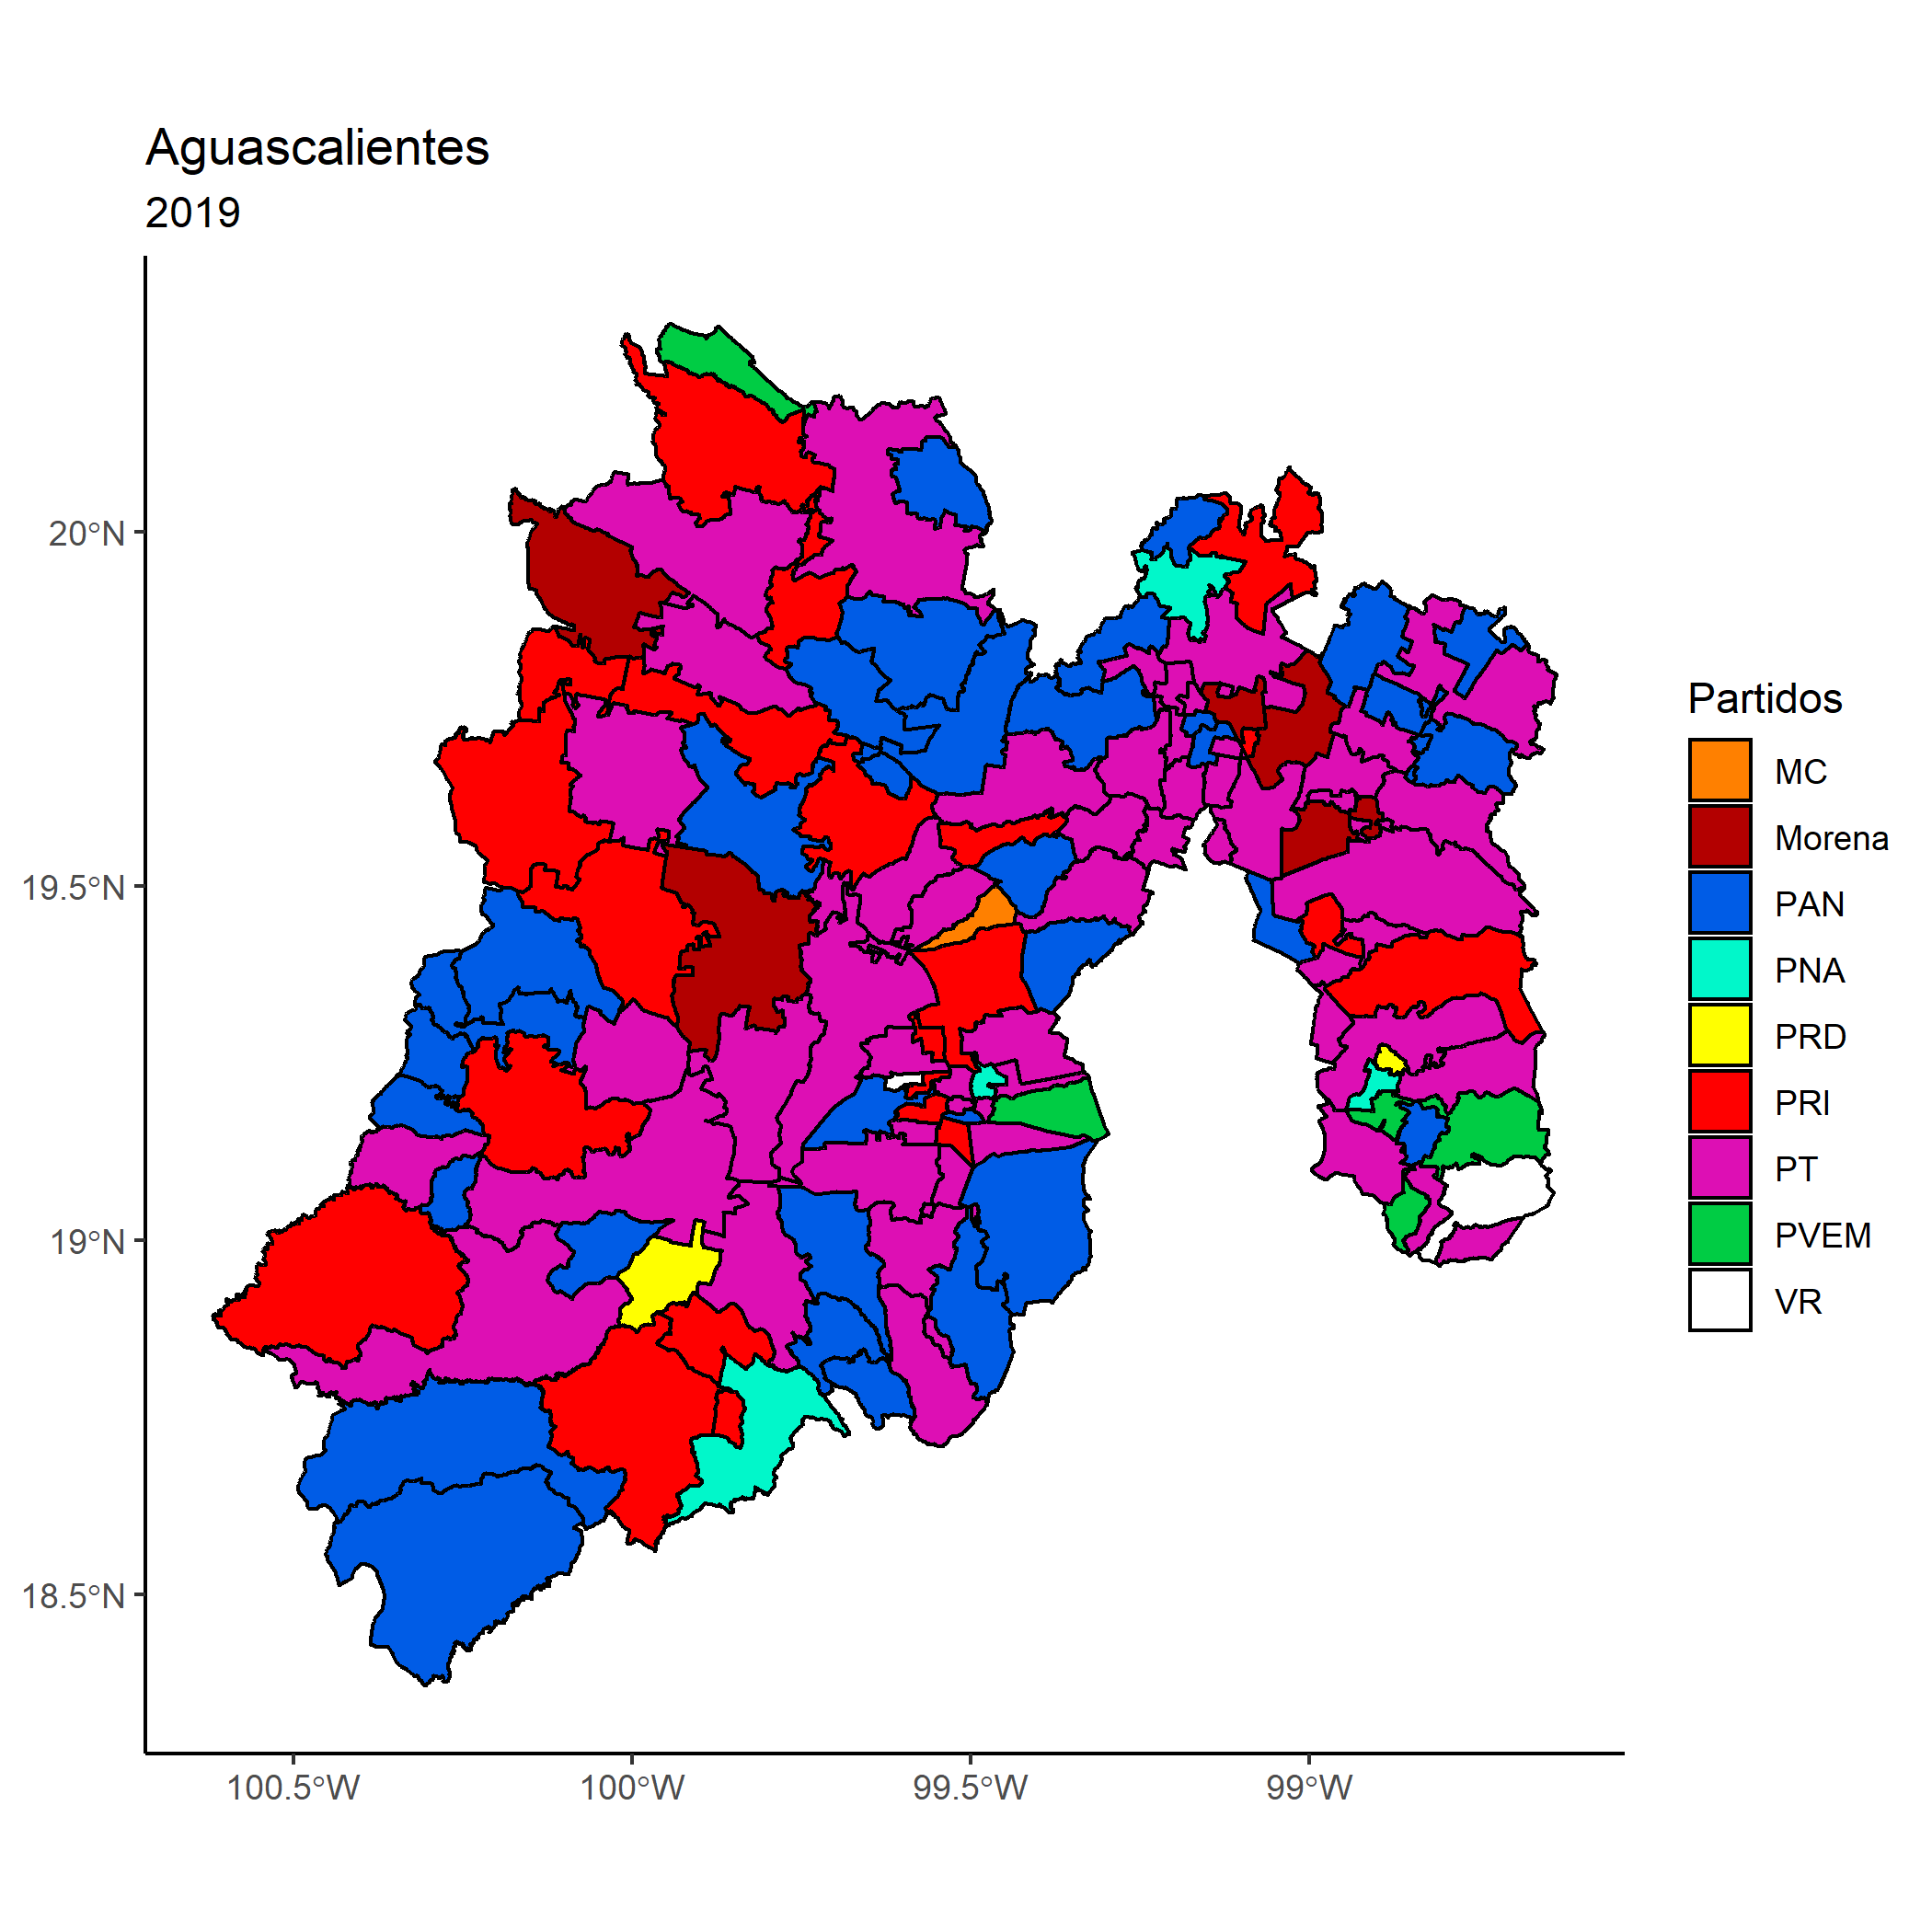 Aguascalientes
2019
20°N
19.5°N
19°N
18.5°N
100.5°W
100°W
99.5°W
99°W
Partidos
MC
Morena
PAN
PNA
PRD
PRI
PT
PVEM
VR